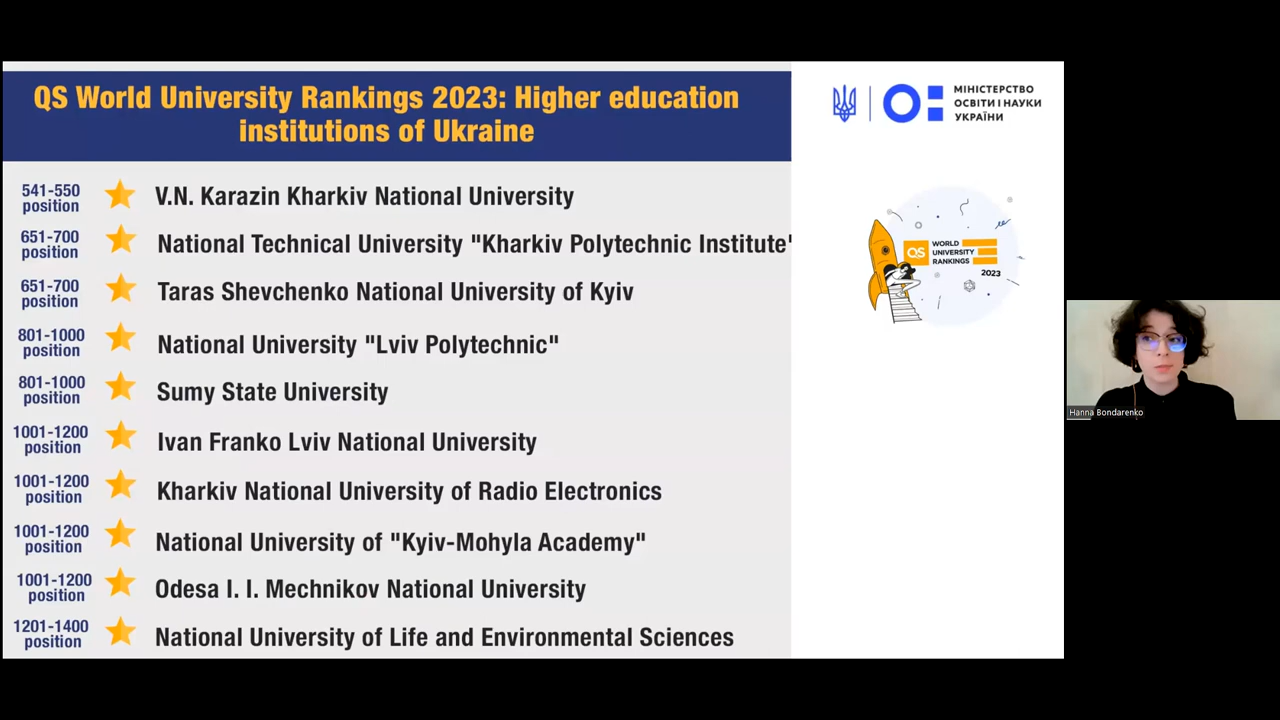 QS World University Rankings 2023: Higher education
institutions of Ukraine
541-550
position
V.N. Karazin Kharkiv National University
651-700
position
National Technical University "Kharkiv Polytechnic Institute"
651-700
position
Taras Shevchenko National University of Kyiv
801-1000
position
National University "Lviv Polytechnic"
801-1000
position
Sumy State University
1001-1200
position
Ivan Franko Lviv National University
1001-1200
position
Kharkiv National University of Radio Electronics
1001-1200
position
National University of "Kyiv-Mohyla Academy"
1001-1200
position
Odesa I. I. Mechnikov National University
1201-1400
position
National University of Life and Environmental Sciences
МІНІСТЕРСТВО
ОСВІТИ І НАУКИ
УКРАЇНИ
QS
WORLD
UNIVERSITY
RANKINGS
2023
Hanna Bondarenko